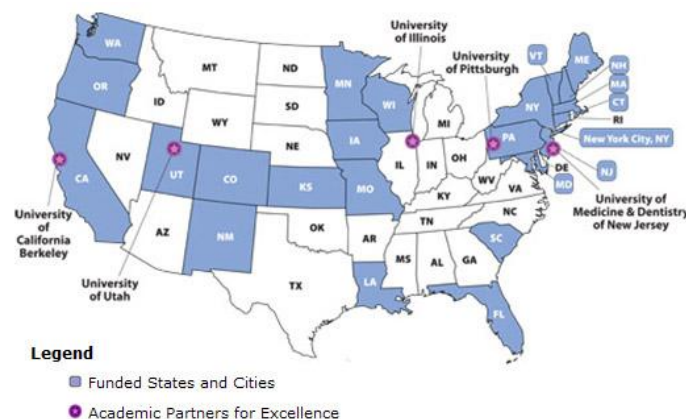 University
of Illinois
University
of Pittsburgh
WA
MT
ND
MN
VT
ME
NH
MA
CT
RI
OR
ID
SD
WI
NY
WY
MI
New York City, NY
PA
NE
IA
NV
UT
CO
IL
IN
OH
NJ
DE
MD
CA
KS
MO
WV
VA
KY
University of
Medicine & Dentistry
of New Jersey
University
of
California
Berkeley
AZ
NM
OK
AR
TN
NC
SC
University
of Utah
MS
AL
GA
TX
LA
FL
Legend
Funded States and Cities
Academic Partners for Excellence